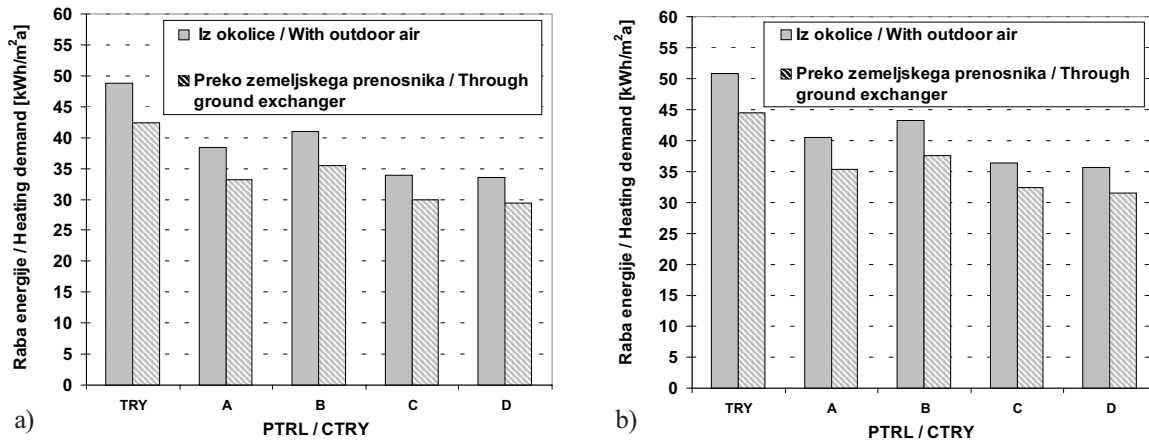 Raba energije / Heating demand [kWh/m²a]
60
55
50
45
40
35
30
25
20
15
10
5
0
Iz okolice / With outdoor air
Preko zemeljskega prenosnika / Through
ground exchanger
TRY A B C D
PTRL / CTRY
a)
Raba energije / Heating demand [kWh/m²a]
60
55
50
45
40
35
30
25
20
15
10
5
0
Iz okolice / With outdoor air
Preko zemeljskega prenosnika / Through
ground exchanger
TRY A B C D
PTRL / CTRY
b)